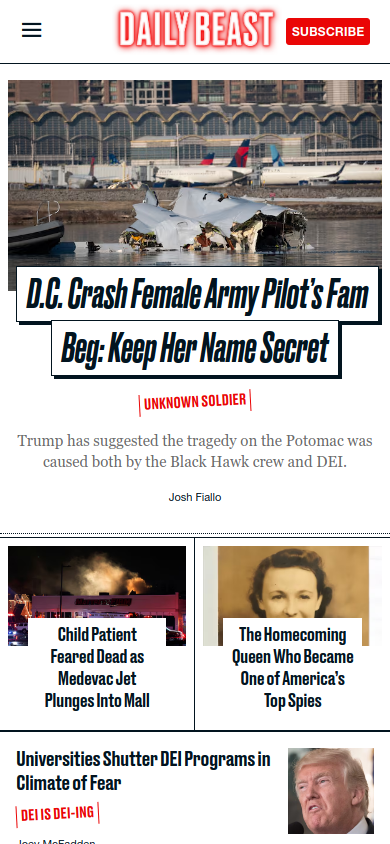 DAILY BEAST
SUBSCRIBE
D.C. Crash Female Army Pilot's Fam
Beg: Keep Her Name Secret
UNKNOWN SOLDIER
Trump has suggested the tragedy on the Potomac was
caused both by the Black Hawk crew and DEI.
Josh Fiallo
Child Patient
Feared Dead as
Medevac Jet
Plunges Into Mall
The Homecoming
Queen Who Became
One of America's
Top Spies
Universities Shutter DEI Programs in
Climate of Fear
DEI IS DEI-ING
Joey McFadden